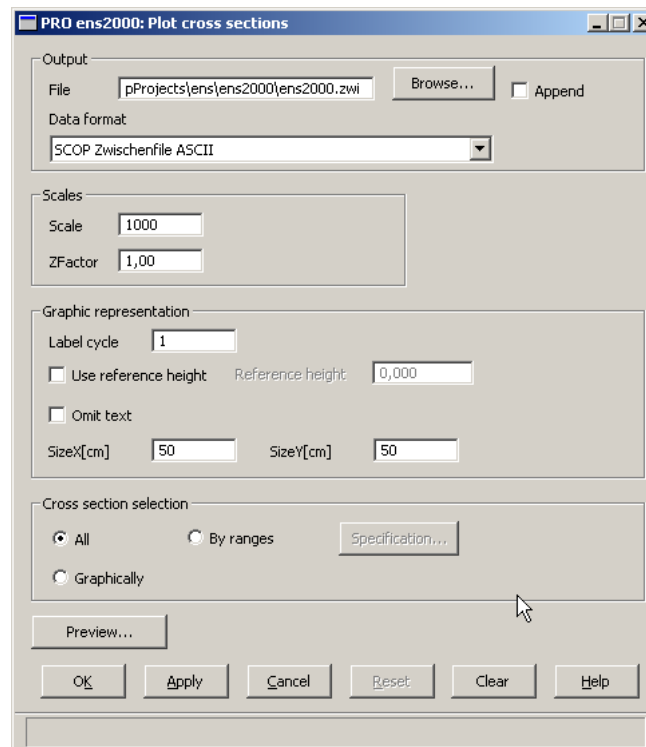 PRO ens2000: Plot cross sections
Output
File pProjects\ens\ens2000\ens2000.zwi Browse... Append
Data format
SCOP Zwischenfile ASCII
Scales
Scale 1000
ZFactor 1,00
Graphic representation
Label cycle 1
Use reference height Reference height 0,000
Omit text
SizeX[cm] 50 SizeY[cm] 50
Cross section selection
All By ranges Specification...
Graphically
Preview...
OK Apply Cancel Reset Clear Help